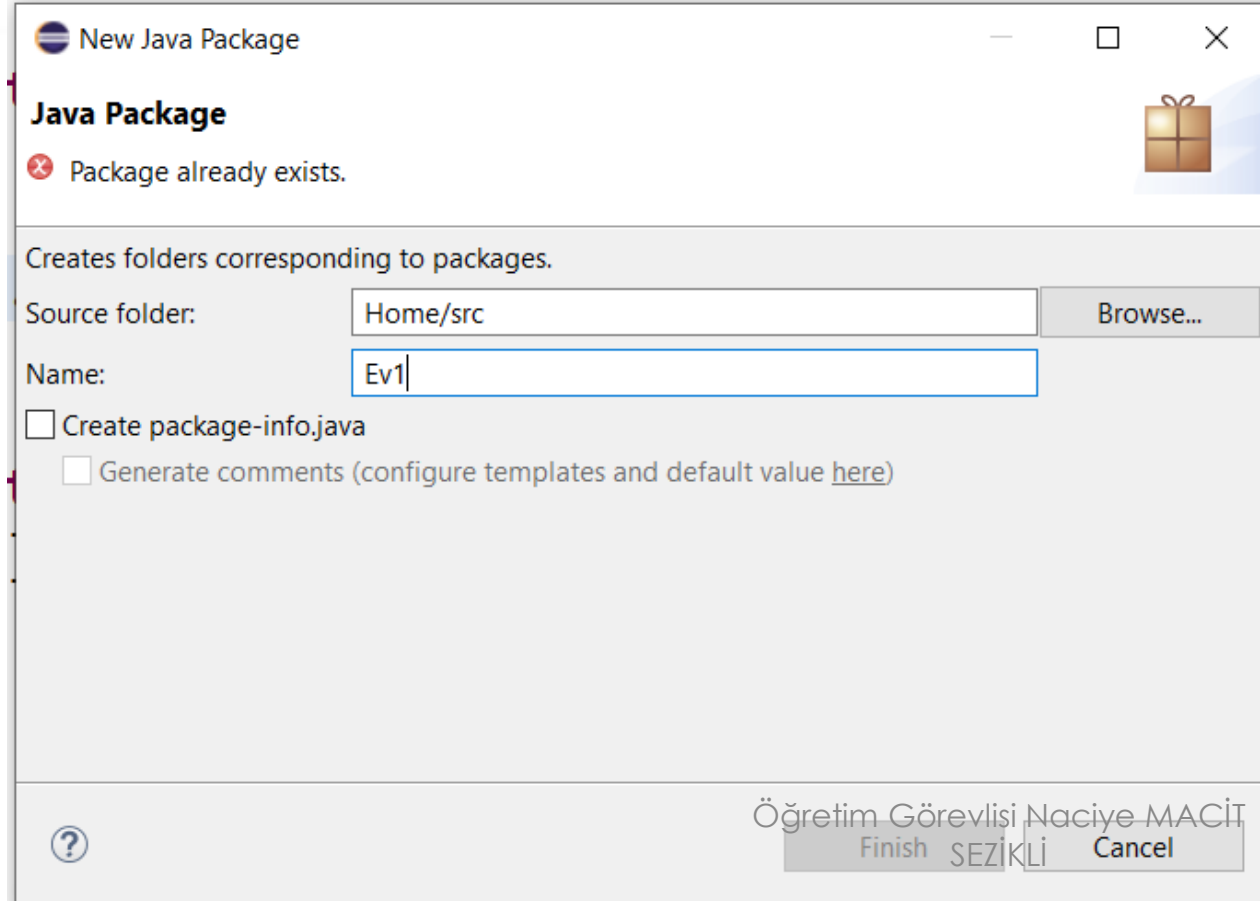 New Java Package
Java Package
Package already exists.
Creates folders corresponding to packages.
Source folder:
Home/src
Browse...
Name:
Ev1
Create package-info.java
Generate comments (configure templates and default value here)
Öğretim Görevlisi Naciye MACİT
SEZİKLİ
Finish
Cancel